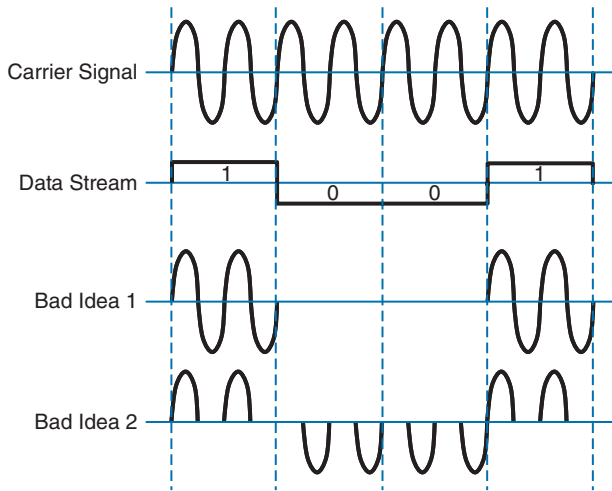 Carrier Signal
Data Stream
1
0
0
1
Bad Idea 1
Bad Idea 2